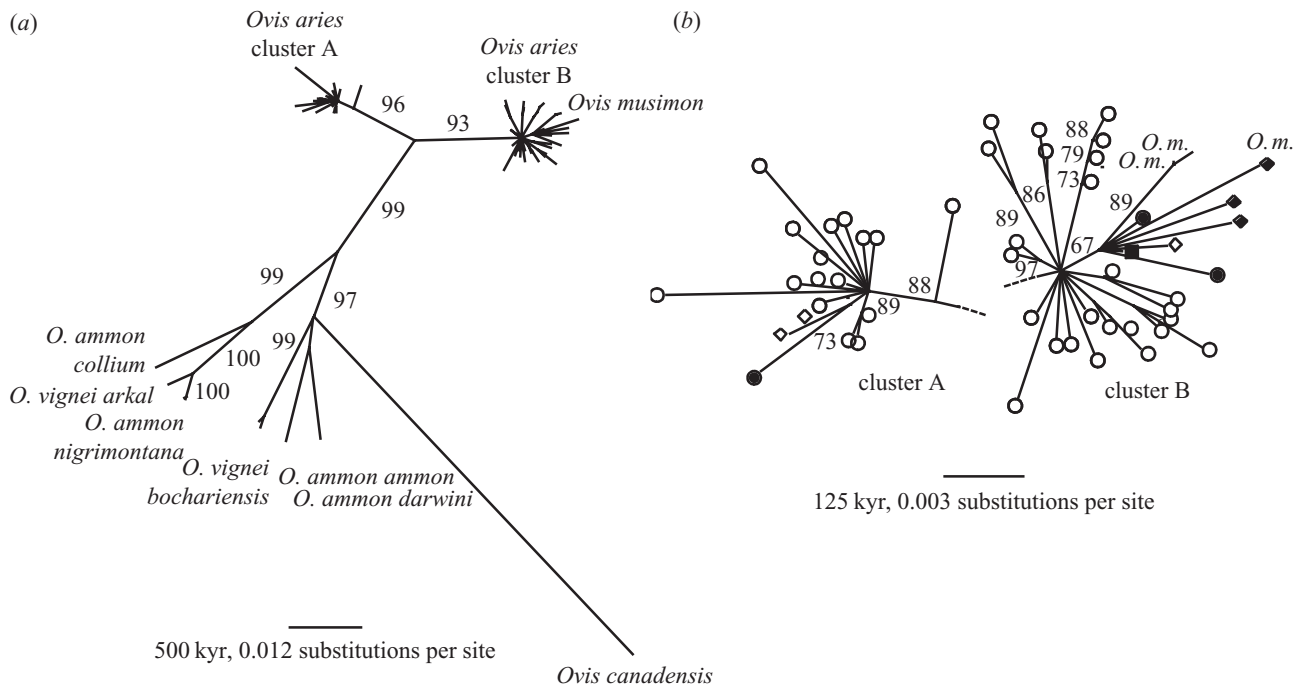 (a)
Ovis aries
cluster A
Ovis aries
cluster B
Ovis musimon
96
93
99
99
97
99
100
100
O. ammon
collium
O. vignei arkal
O. ammon
nigrimontana
O. vignei
bochariensis
O. ammon ammon
O. ammon darwini
500 kyr, 0.012 substitutions per site
Ovis canadensis
(b)
88
79
73
O. m.
O. m.
O. m.
86
89
89
67
97
88
89
73
cluster A
cluster B
125 kyr, 0.003 substitutions per site